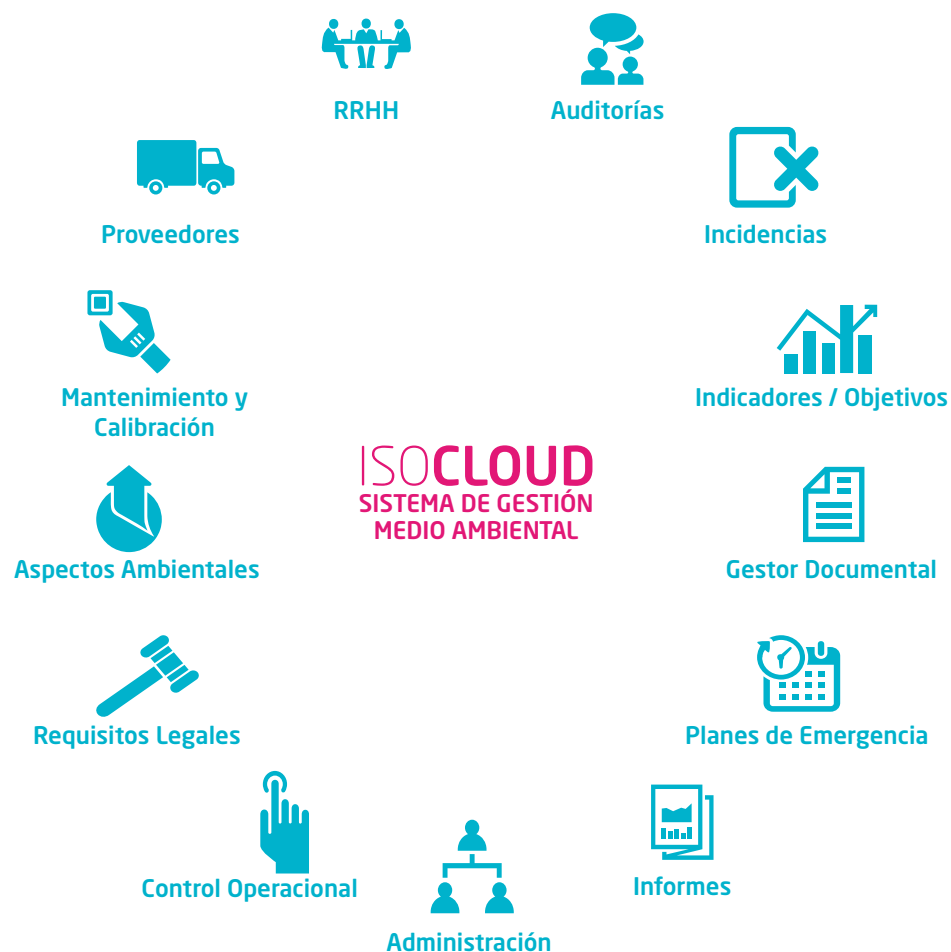 RRHH
Auditorías
Proveedores
Incidencias
Mantenimiento y
Calibración
Indicadores / Objetivos
ISOCLOUD
SISTEMA DE GESTIÓN
MEDIO AMBIENTAL
Aspectos Ambientales
Gestor Documental
Requisitos Legales
Planes de Emergencia
Control Operacional
Informes
Administración